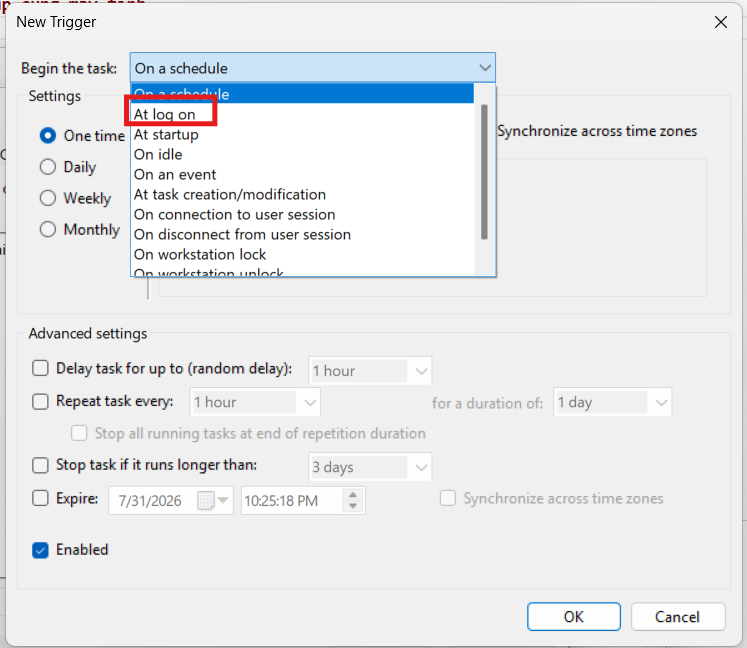 New Trigger
Begin the task: On a schedule
Settings
On a schedule
At log on
At startup
On idle
On an event
At task creation/modification
On connection to user session
On disconnect from user session
On workstation lock
On workstation unlock
One time
Daily
Weekly
Monthly
Synchronize across time zones
Advanced settings
Delay task for up to (random delay): 1 hour
Repeat task every: 1 hour for a duration of: 1 day
Stop all running tasks at end of repetition duration
Stop task if it runs longer than: 3 days
Expire: 7/31/2026 10:25:18 PM Synchronize across time zones
Enabled
OK Cancel